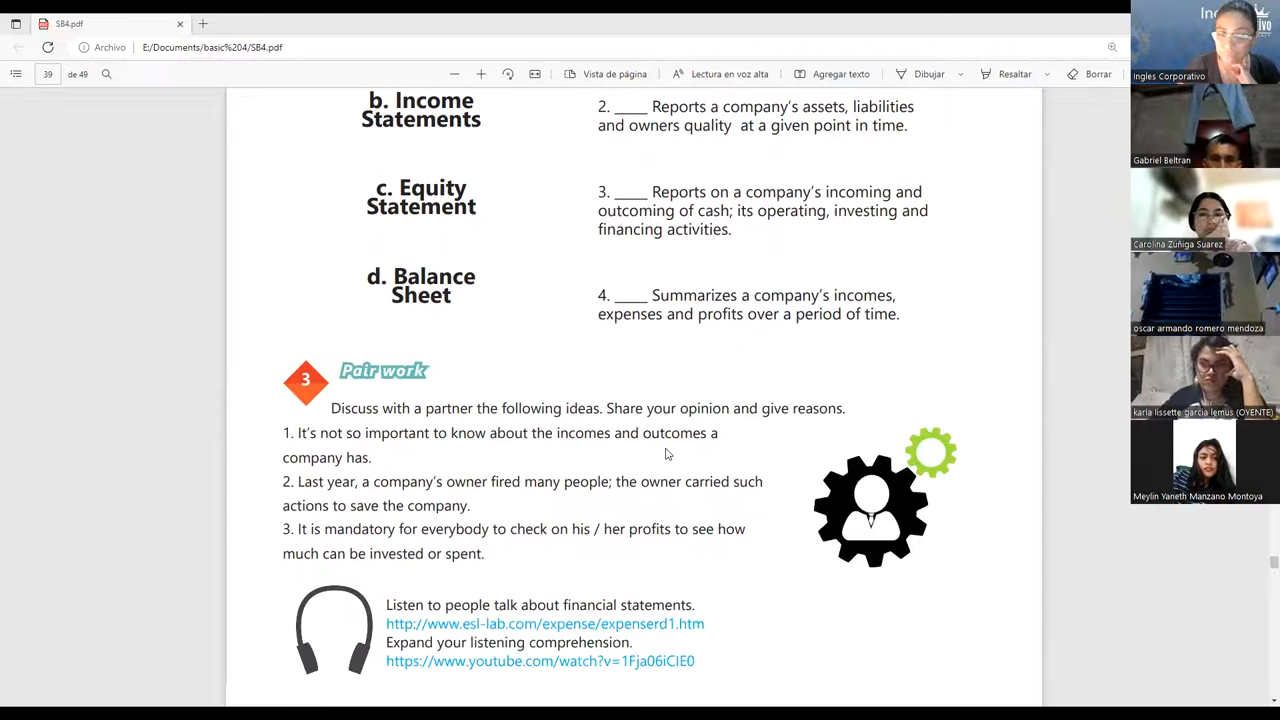 SB4.pdf
Archivo
E:/Documents/basic%204/SB4.pdf
39
de 49
Vista de página
Lectura en voz alta
Agregar texto
Dibujar
Resaltar
Borrar
b. Income
Statements
2. ____ Reports a company's assets, liabilities
and owners quality at a given point in time.
c. Equity
Statement
3. ____ Reports on a company's incoming and
outcoming of cash; its operating, investing and
financing activities.
d. Balance
Sheet
4. ____ Summarizes a company's incomes,
expenses and profits over a period of time.
3
Pair work
Discuss with a partner the following ideas. Share your opinion and give reasons.
1. It's not so important to know about the incomes and outcomes a
company has.
2. Last year, a company's owner fired many people; the owner carried such
actions to save the company.
3. It is mandatory for everybody to check on his / her profits to see how
much can be invested or spent.
Listen to people talk about financial statements.
http://www.esl-lab.com/expense/expenserd1.htm
Expand your listening comprehension.
https://www.youtube.com/watch?v=1Fja06iCIE0
Ingles Corporativo
Gabriel Beltran
Carolina Zuñiga Suarez
oscar armando romero mendoza
karla lissette garcia lemus (OYENTE)
Meylin Yaneth Manzano Montoya